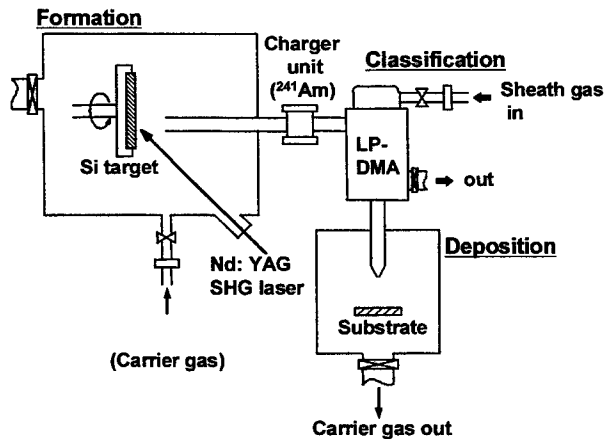 Formation
Charger
unit
(²⁴¹Am)
Classification
Sheath gas
in
Si target
LP-
DMA
out
Nd: YAG
SHG laser
Deposition
Substrate
(Carrier gas)
Carrier gas out